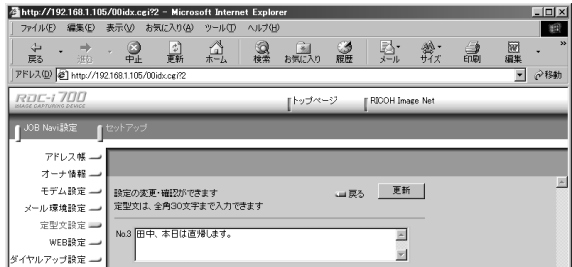 http://192.168.1.105/00idx.cgi?2 - Microsoft Internet Explorer
ファイル(F) 編集(E) 表示(V) お気に入り(A) ツール(T) ヘルプ(H)
戻る 進む 中止 更新 ホーム 検索 お気に入り 履歴 メール サイズ 印刷 編集 »
アドレス(D) http://192.168.1.105/00idx.cgi?2 移動
RDC-i 700
IMAGE CAPTURING DEVICE
トップページ RICOH Image Net
JOB Navi設定 セットアップ
アドレス帳
オーナ情報
モデム設定
メール環境設定
定型文設定
WEB設定
ダイヤルアップ設定
設定の変更・確認ができます
定型文は、全角30文字まで入力できます
戻る 更新
No.3 田中、本日は直帰します。